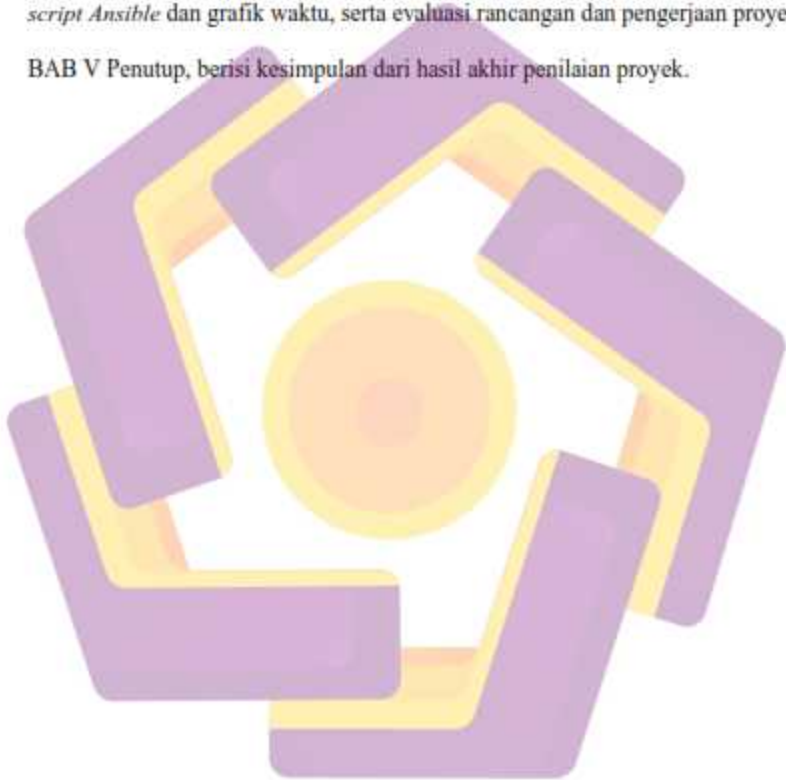 script Ansible dan grafik waktu, serta evaluasi rancangan dan pengerjaan proye
BAB V Penutup, berisi kesimpulan dari hasil akhir penilaian proyek.